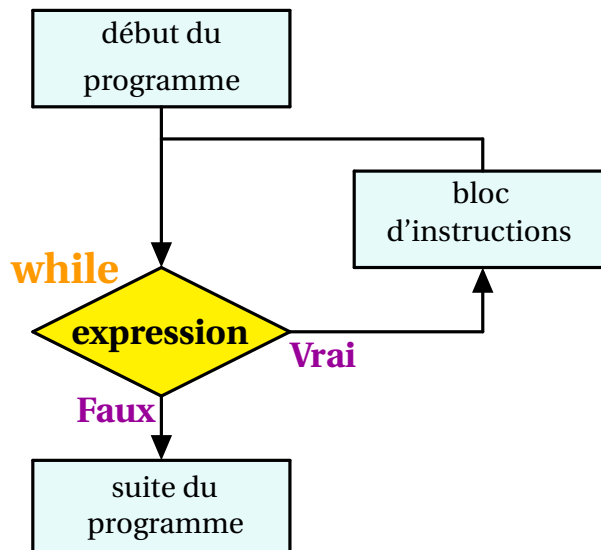 début du
programme
bloc
d'instructions
while
expression
Vrai
Faux
suite du
programme